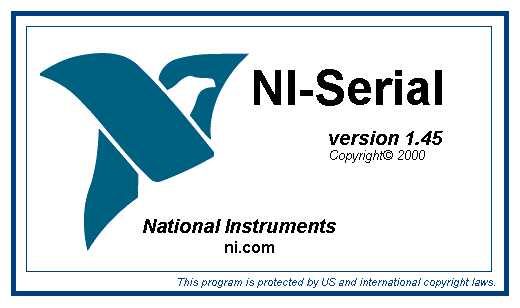 NI-Serial
version 1.45
Copyright© 2000
National Instruments
ni.com
This program is protected by US and international copyright laws.